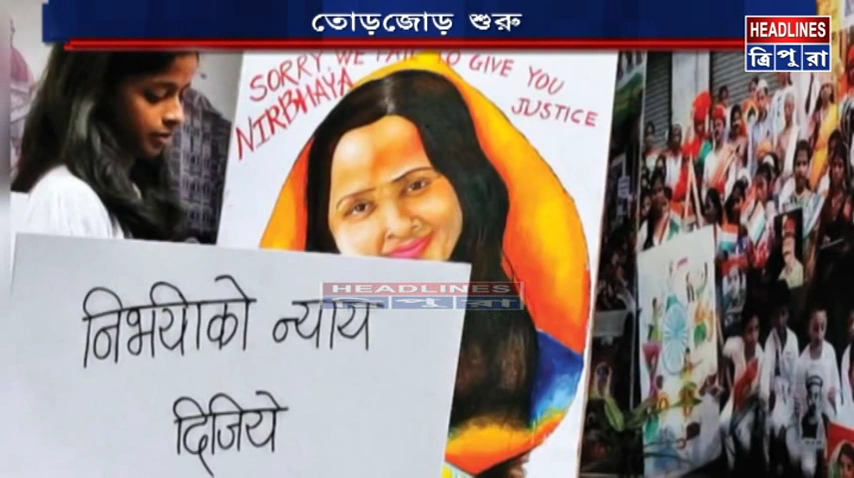 তোড়জোড় শুরু
HEADLINES
ত্রিপুরা
SORRY. WE FAIL TO GIVE YOU
NIRBHAYA JUSTICE
HEADLINES
ত্রিপুরা
निर्भयाको न्याय
दिजिये